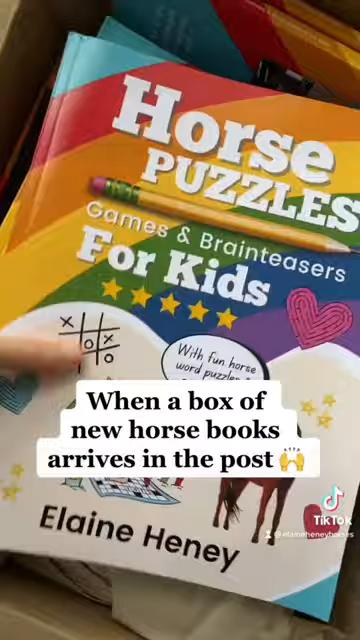 Horse
PUZZLES
Games & Brainteasers
For Kids
With fun horse
word puzzles
When a box of
new horse books
arrives in the post 🙌
Elaine Heney
TikTok
@elaineheneyhorses